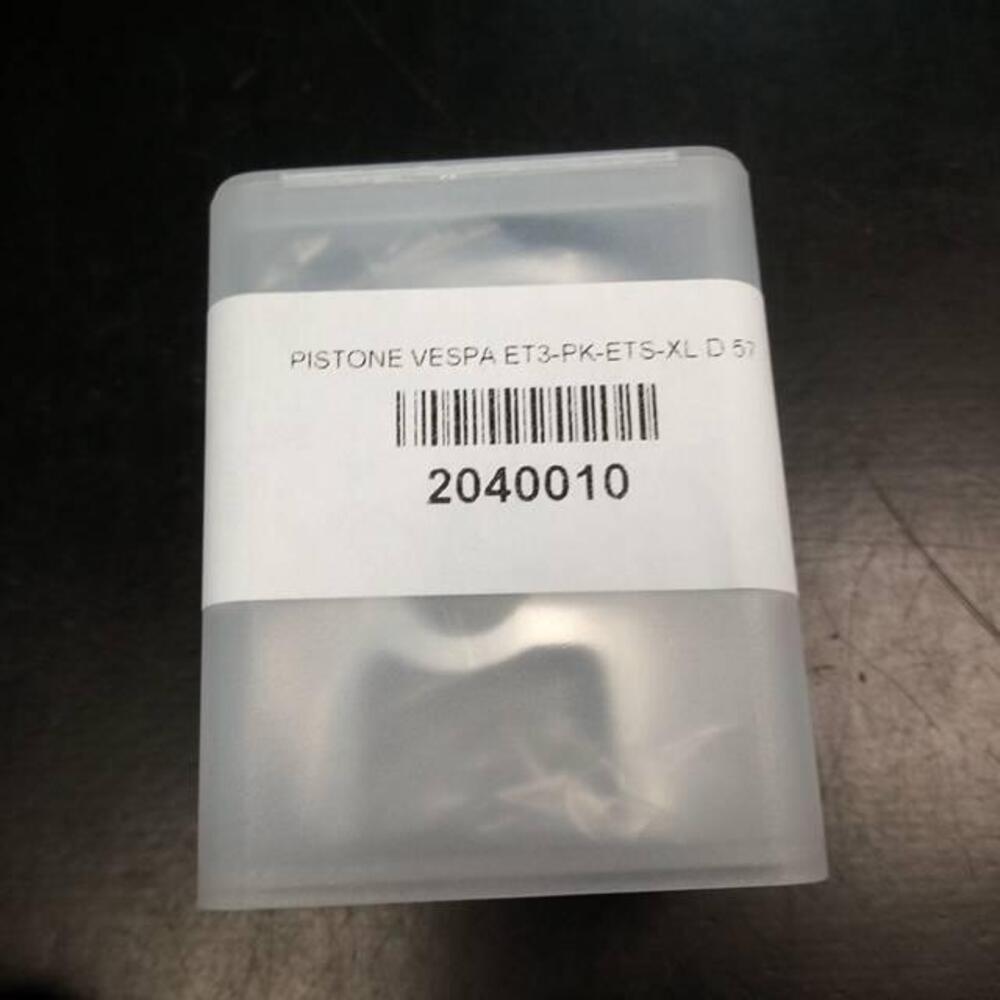 PISTONE VESPA ET3-PK-ETS-XL D 57
2040010